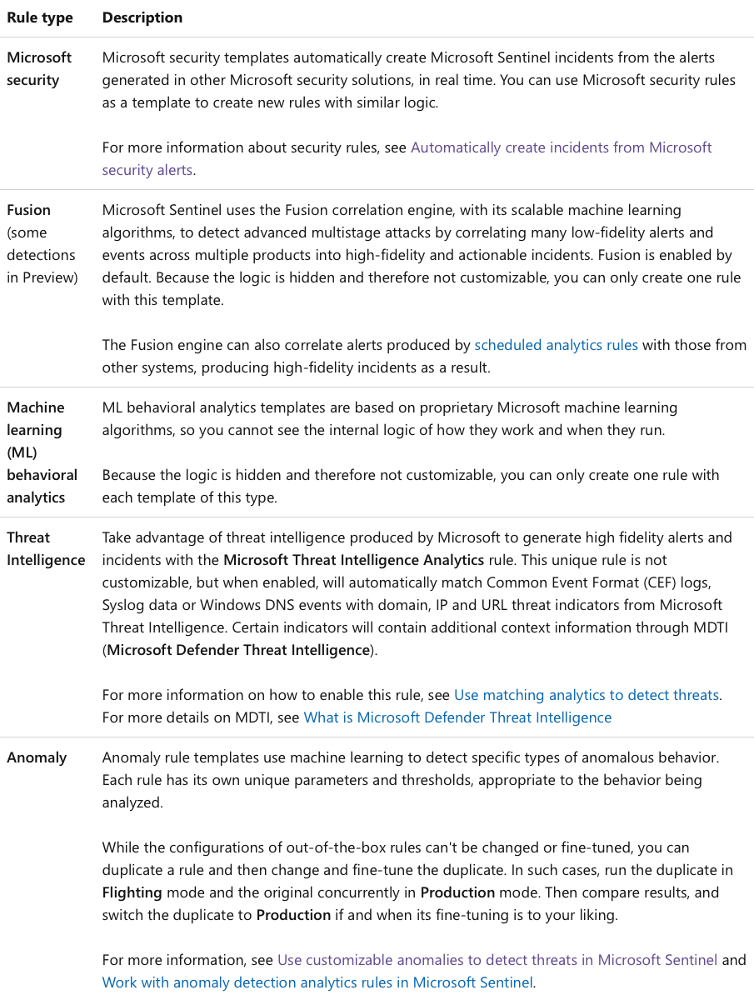 Rule type Description
Microsoft security
Microsoft security templates automatically create Microsoft Sentinel incidents from the alerts
generated in other Microsoft security solutions, in real time. You can use Microsoft security rules
as a template to create new rules with similar logic.
For more information about security rules, see Automatically create incidents from Microsoft
security alerts.
Fusion
(some
detections
in Preview)
Microsoft Sentinel uses the Fusion correlation engine, with its scalable machine learning
algorithms, to detect advanced multistage attacks by correlating many low-fidelity alerts and
events across multiple products into high-fidelity and actionable incidents. Fusion is enabled by
default. Because the logic is hidden and therefore not customizable, you can only create one rule
with this template.
The Fusion engine can also correlate alerts produced by scheduled analytics rules with those from
other systems, producing high-fidelity incidents as a result.
Machine
learning
(ML)
behavioral
analytics
ML behavioral analytics templates are based on proprietary Microsoft machine learning
algorithms, so you cannot see the internal logic of how they work and when they run.
Because the logic is hidden and therefore not customizable, you can only create one rule with
each template of this type.
Threat
Intelligence
Take advantage of threat intelligence produced by Microsoft to generate high fidelity alerts and
incidents with the Microsoft Threat Intelligence Analytics rule. This unique rule is not
customizable, but when enabled, will automatically match Common Event Format (CEF) logs,
Syslog data or Windows DNS events with domain, IP and URL threat indicators from Microsoft
Threat Intelligence. Certain indicators will contain additional context information through MDTI
(Microsoft Defender Threat Intelligence).
For more information on how to enable this rule, see Use matching analytics to detect threats.
For more details on MDTI, see What is Microsoft Defender Threat Intelligence
Anomaly
Anomaly rule templates use machine learning to detect specific types of anomalous behavior.
Each rule has its own unique parameters and thresholds, appropriate to the behavior being
analyzed.
While the configurations of out-of-the-box rules can't be changed or fine-tuned, you can
duplicate a rule and then change and fine-tune the duplicate. In such cases, run the duplicate in
Flighting mode and the original concurrently in Production mode. Then compare results, and
switch the duplicate to Production if and when its fine-tuning is to your liking.
For more information, see Use customizable anomalies to detect threats in Microsoft Sentinel and
Work with anomaly detection analytics rules in Microsoft Sentinel.